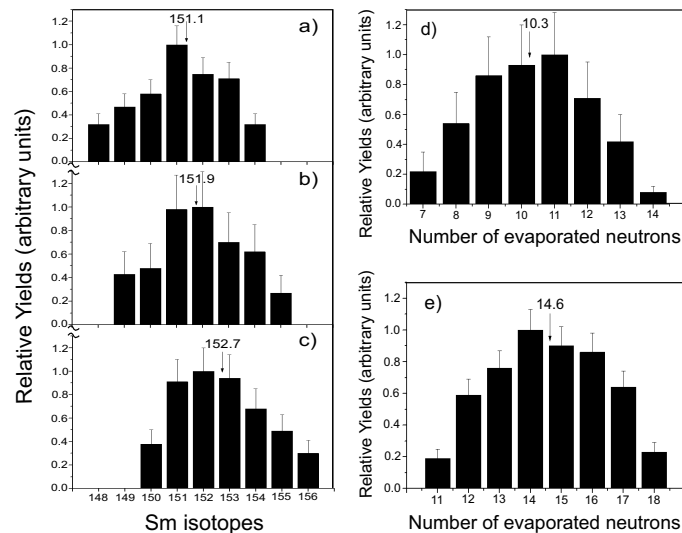 Relative Yields (arbitrary units)
151.1
a)
1.0
0.8
0.6
0.4
0.2
0.0
151.9
b)
1.0
0.8
0.6
0.4
0.2
0.0
152.7
c)
1.0
0.8
0.6
0.4
0.2
0.0
148 149 150 151 152 153 154 155 156
Sm isotopes
d)
10.3
Relative Yields (arbitrary units)
1.2
1.0
0.8
0.6
0.4
0.2
0.0
7 8 9 10 11 12 13 14
Number of evaporated neutrons
e)
14.6
Relative Yields (arbitrary units)
1.2
1.0
0.8
0.6
0.4
0.2
0.0
11 12 13 14 15 16 17 18
Number of evaporated neutrons